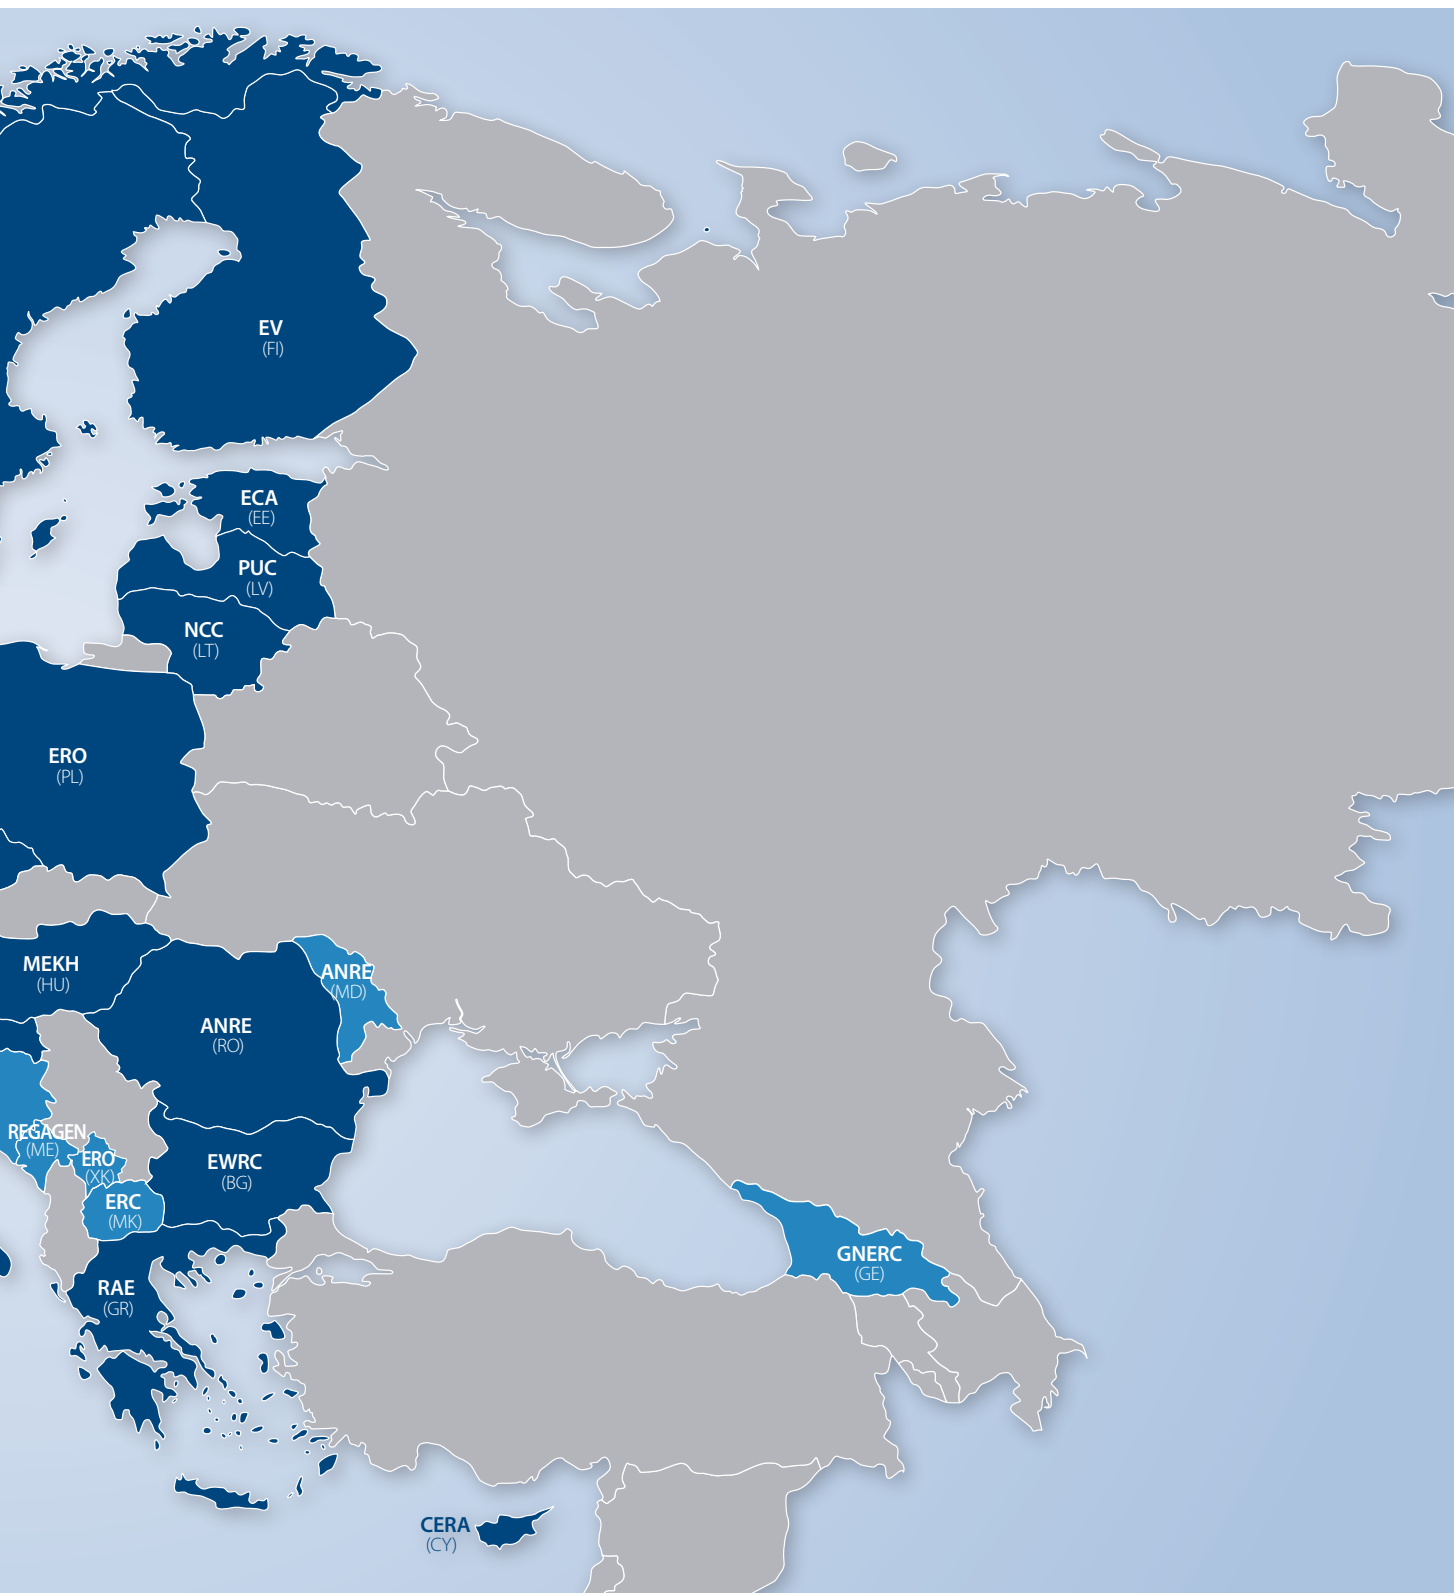 EV
(FI)
ECA
(EE)
PUC
(LV)
NCC
(LT)
ERO
(PL)
MEKH
(HU)
ANRE
(MD)
ANRE
(RO)
REGAGEN
(ME)
ERO
(XK)
EWRC
(BG)
ERC
(MK)
GNERC
(GE)
RAE
(GR)
CERA
(CY)